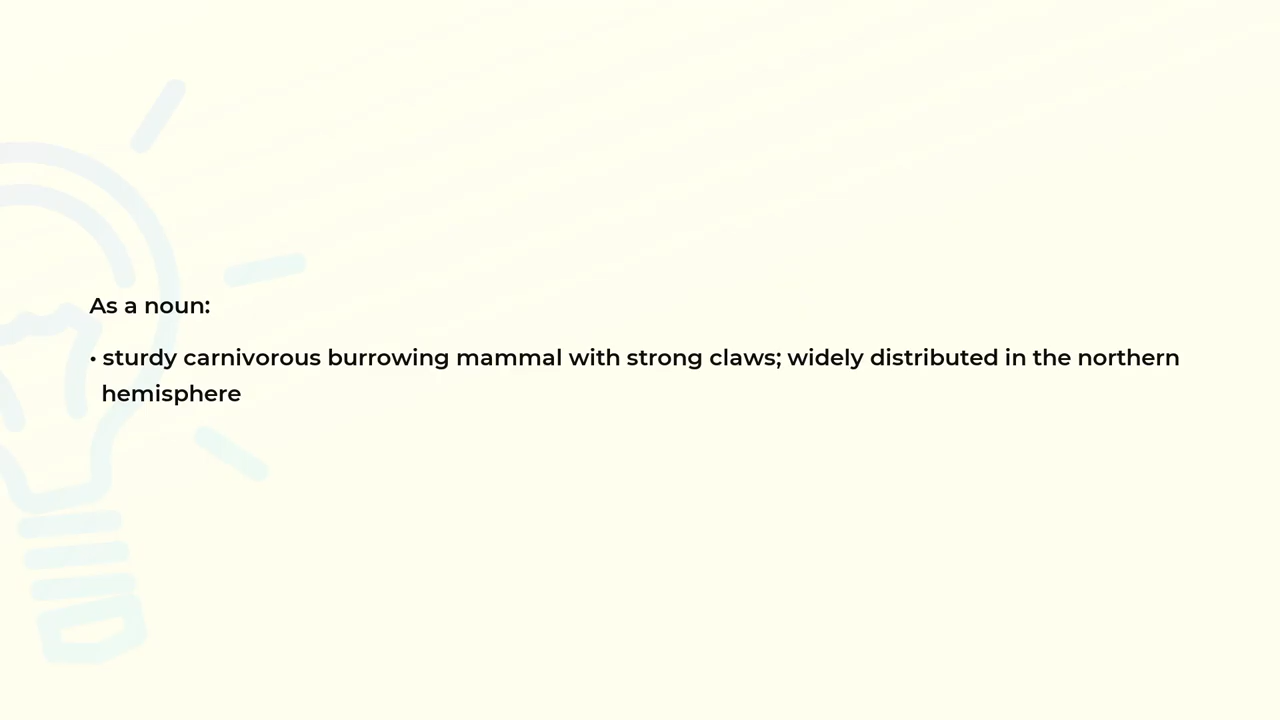 As a noun:
• sturdy carnivorous burrowing mammal with strong claws; widely distributed in the northern
hemisphere